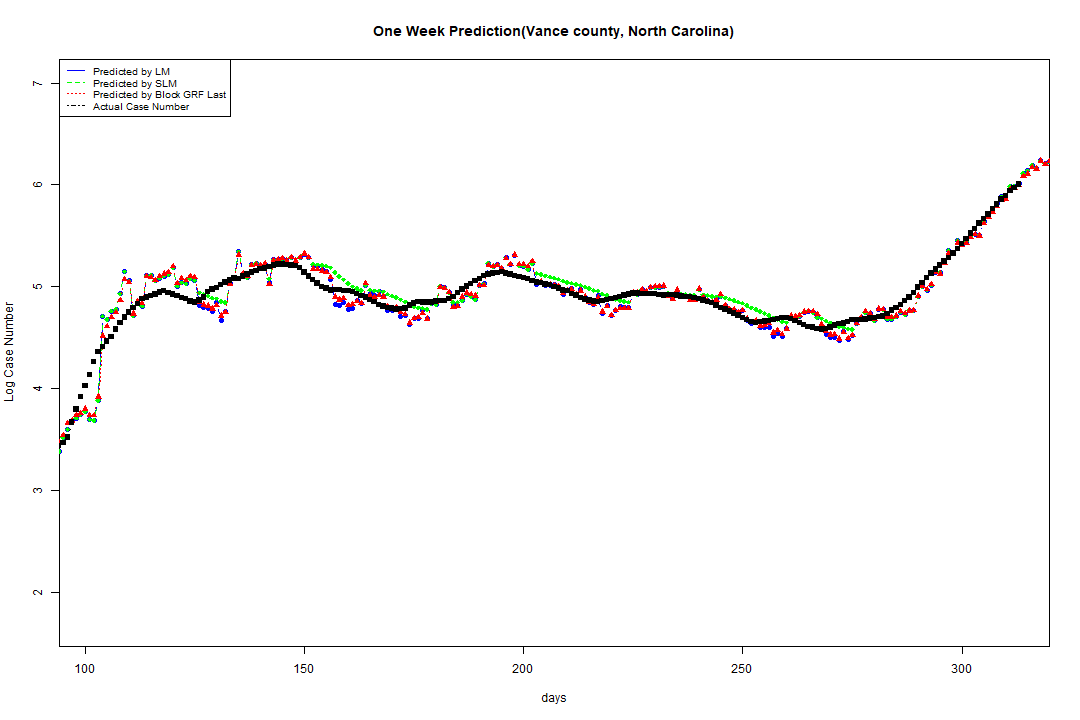 One Week Prediction(Vance county, North Carolina)
Predicted by LM
Predicted by SLM
Predicted by Block GRF Last
Actual Case Number
7
6
5
4
3
2
Log Case Number
100 150 200 250 300
days